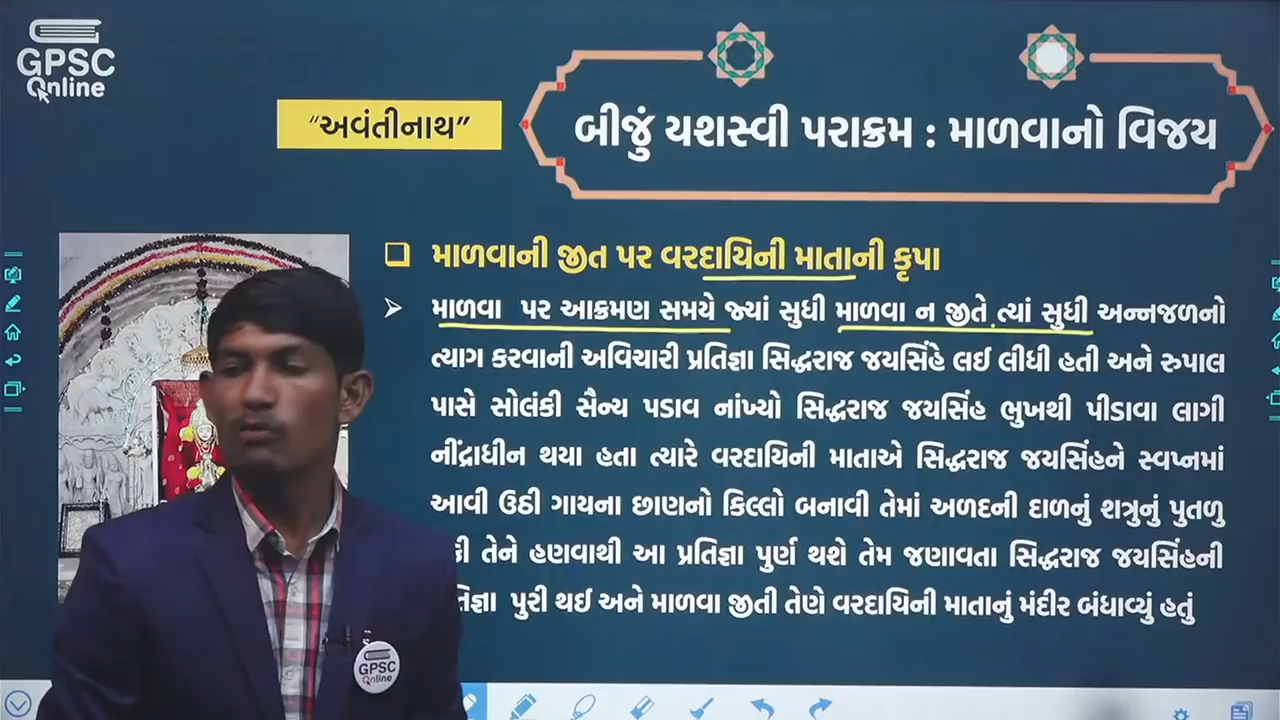 GPSC
Online
“અવંતીનાથ”
બીજું યશસ્વી પરાક્રમ : માળવાનો વિજય
માળવાની જીત પર વરદાયિની માતાની કૃપા
માળવા પર આક્રમણ સમયે જ્યાં સુધી માળવા ન જીતે ત્યાં સુધી અન્નજળનો
ત્યાગ કરવાની અવિચારી પ્રતિજ્ઞા સિદ્ધરાજ જયસિંહે લઈ લીધી હતી અને રુપાલ
પાસે સોલંકી સૈન્ય પડાવ નાંખ્યો સિદ્ધરાજ જયસિંહ ભુખથી પીડાવા લાગી
નીંદ્રાધીન થયા હતા ત્યારે વરદાયિની માતાએ સિદ્ધરાજ જયસિંહને સ્વપ્નમાં
આવી ઉઠી ગાયના છાણનો કિલ્લો બનાવી તેમાં અળદની દાળનું શત્રુનું પુતળુ
તેને હણવાથી આ પ્રતિજ્ઞા પુર્ણ થશે તેમ જણાવતા સિદ્ધરાજ જયસિંહની
પુરી થઈ અને માળવા જીતી તેણે વરદાયિની માતાનું મંદીર બંધાવ્યું હતું
GPSC
Online